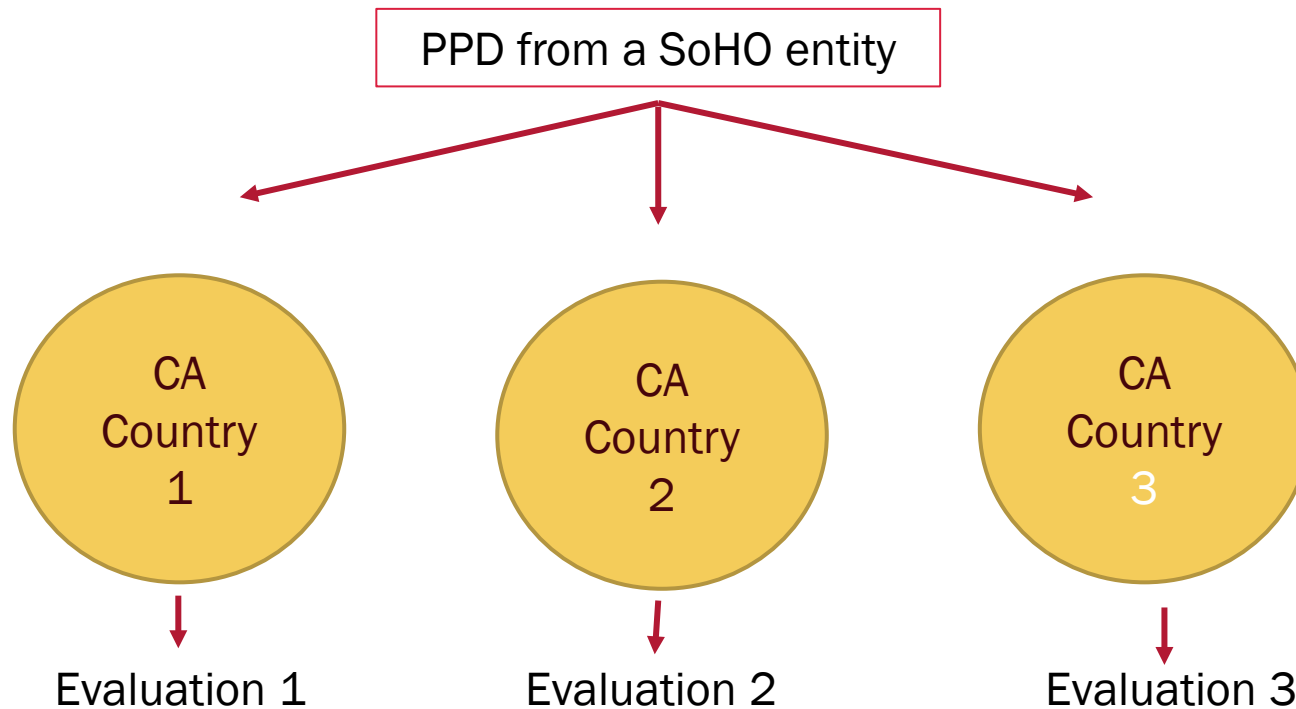 PPD from a SoHO entity
CA
Country
1
CA
Country
2
CA
Country
3
Evaluation 1
Evaluation 2
Evaluation 3